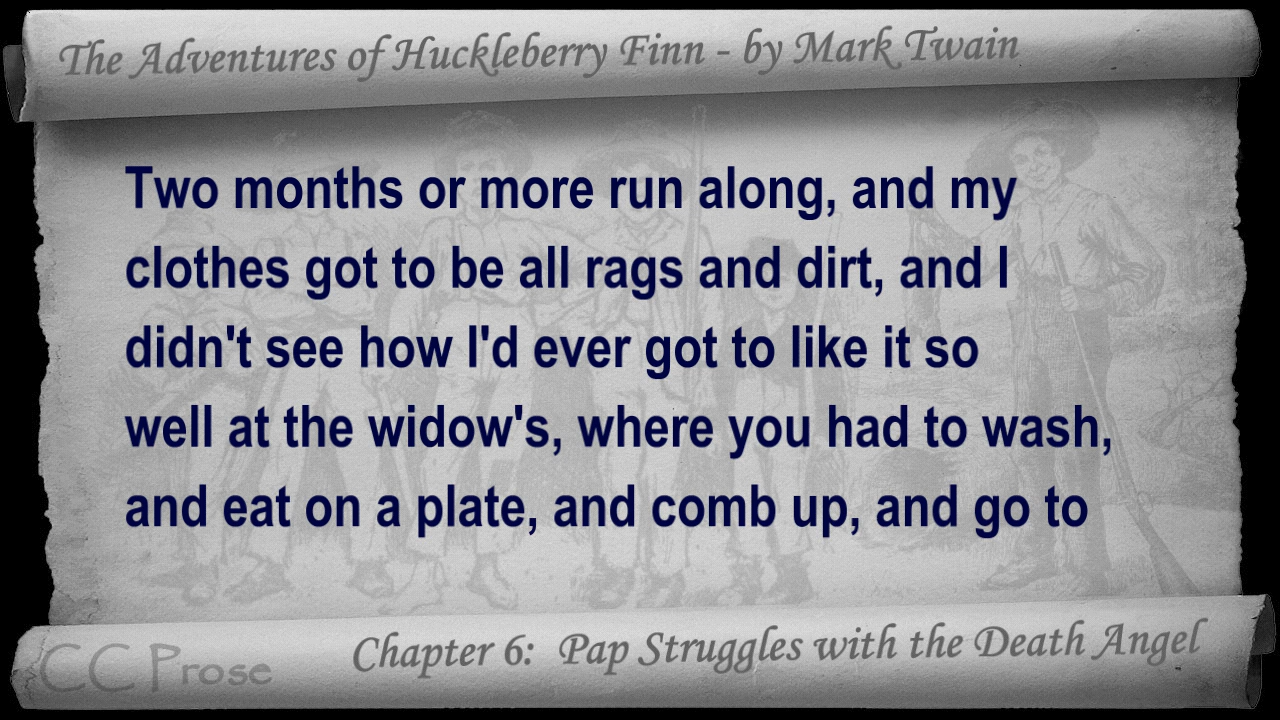 The Adventures of Huckleberry Finn - by Mark Twain
Two months or more run along, and my
clothes got to be all rags and dirt, and I
didn't see how I'd ever got to like it so
well at the widow's, where you had to wash,
and eat on a plate, and comb up, and go to
Chapter 6: Pap Struggles with the Death Angel
CC Prose